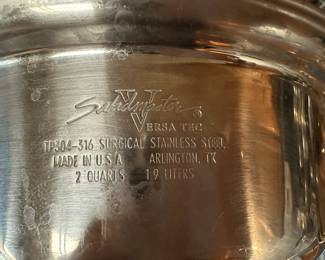 Saladmaster
VERSA TEC
TP304-316 SURGICAL STAINLESS STEEL
MADE IN U.S.A. ARLINGTON, TX
2 QUARTS 1.9 LITERS